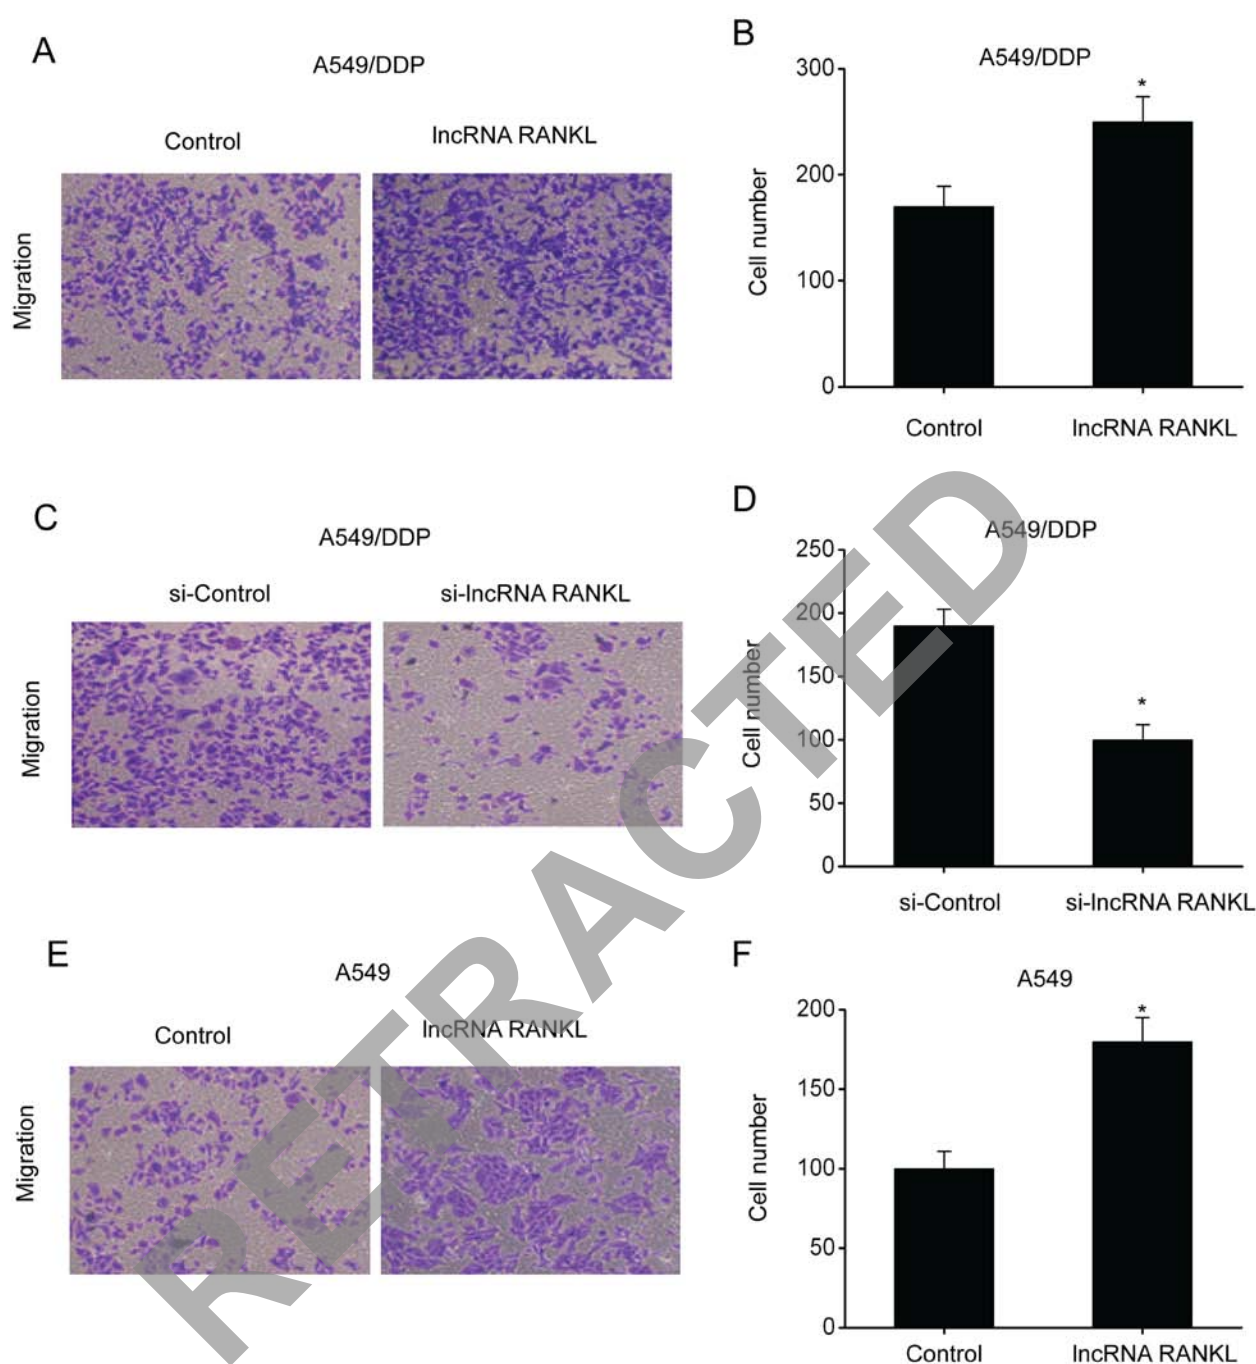 A
A549/DDP
Control
lncRNA RANKL
Migration
B
A549/DDP
*
300
200
100
0
Cell number
Control
lncRNA RANKL
C
A549/DDP
si-Control
si-lncRNA RANKL
Migration
D
A549/DDP
250
200
150
100
50
0
*
Cell number
si-Control
si-lncRNA RANKL
E
A549
Control
lncRNA RANKL
Migration
F
A549
*
200
150
100
50
0
Cell number
Control
lncRNA RANKL
RETRACTED